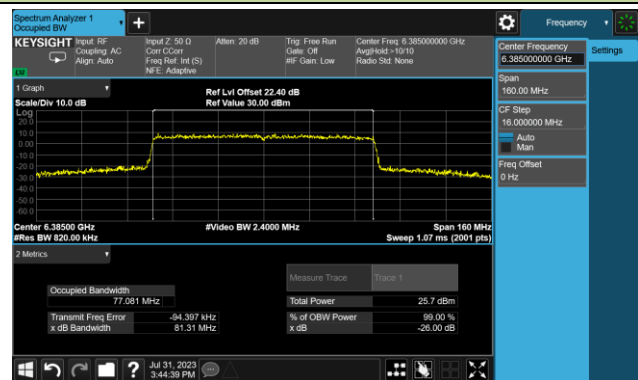 Spectrum Analyzer 1
Occupied BW
+
Frequency
KEYSIGHT
Input: RF
Coupling: AC
Align: Auto
Input Z: 50 Ω
Corr CCorr
Freq Ref: Int (S)
NFE: Adaptive
Atten: 20 dB
Trig: Free Run
Gate: Off
#IF Gain: Low
Center Freq: 6.385000000 GHz
Avg|Hold:>10/10
Radio Std: None
LV
Center Frequency
6.385000000 GHz
Settings
Span
160.00 MHz
CF Step
16.000000 MHz
Auto
Man
Freq Offset
0 Hz
1 Graph
Scale/Div 10.0 dB
Ref Lvl Offset 22.40 dB
Ref Value 30.00 dBm
Log
20.0
10.0
0.00
-10.0
-20.0
-30.0
-40.0
-50.0
-60.0
Center 6.38500 GHz
#Res BW 820.00 kHz
#Video BW 2.4000 MHz
Span 160 MHz
Sweep 1.07 ms (2001 pts)
2 Metrics
Measure Trace
Trace 1
Occupied Bandwidth
77.081 MHz
Total Power
25.7 dBm
Transmit Freq Error
-94.397 kHz
% of OBW Power
99.00 %
x dB Bandwidth
81.31 MHz
x dB
-26.00 dB
?
Jul 31, 2023
3:44:39 PM